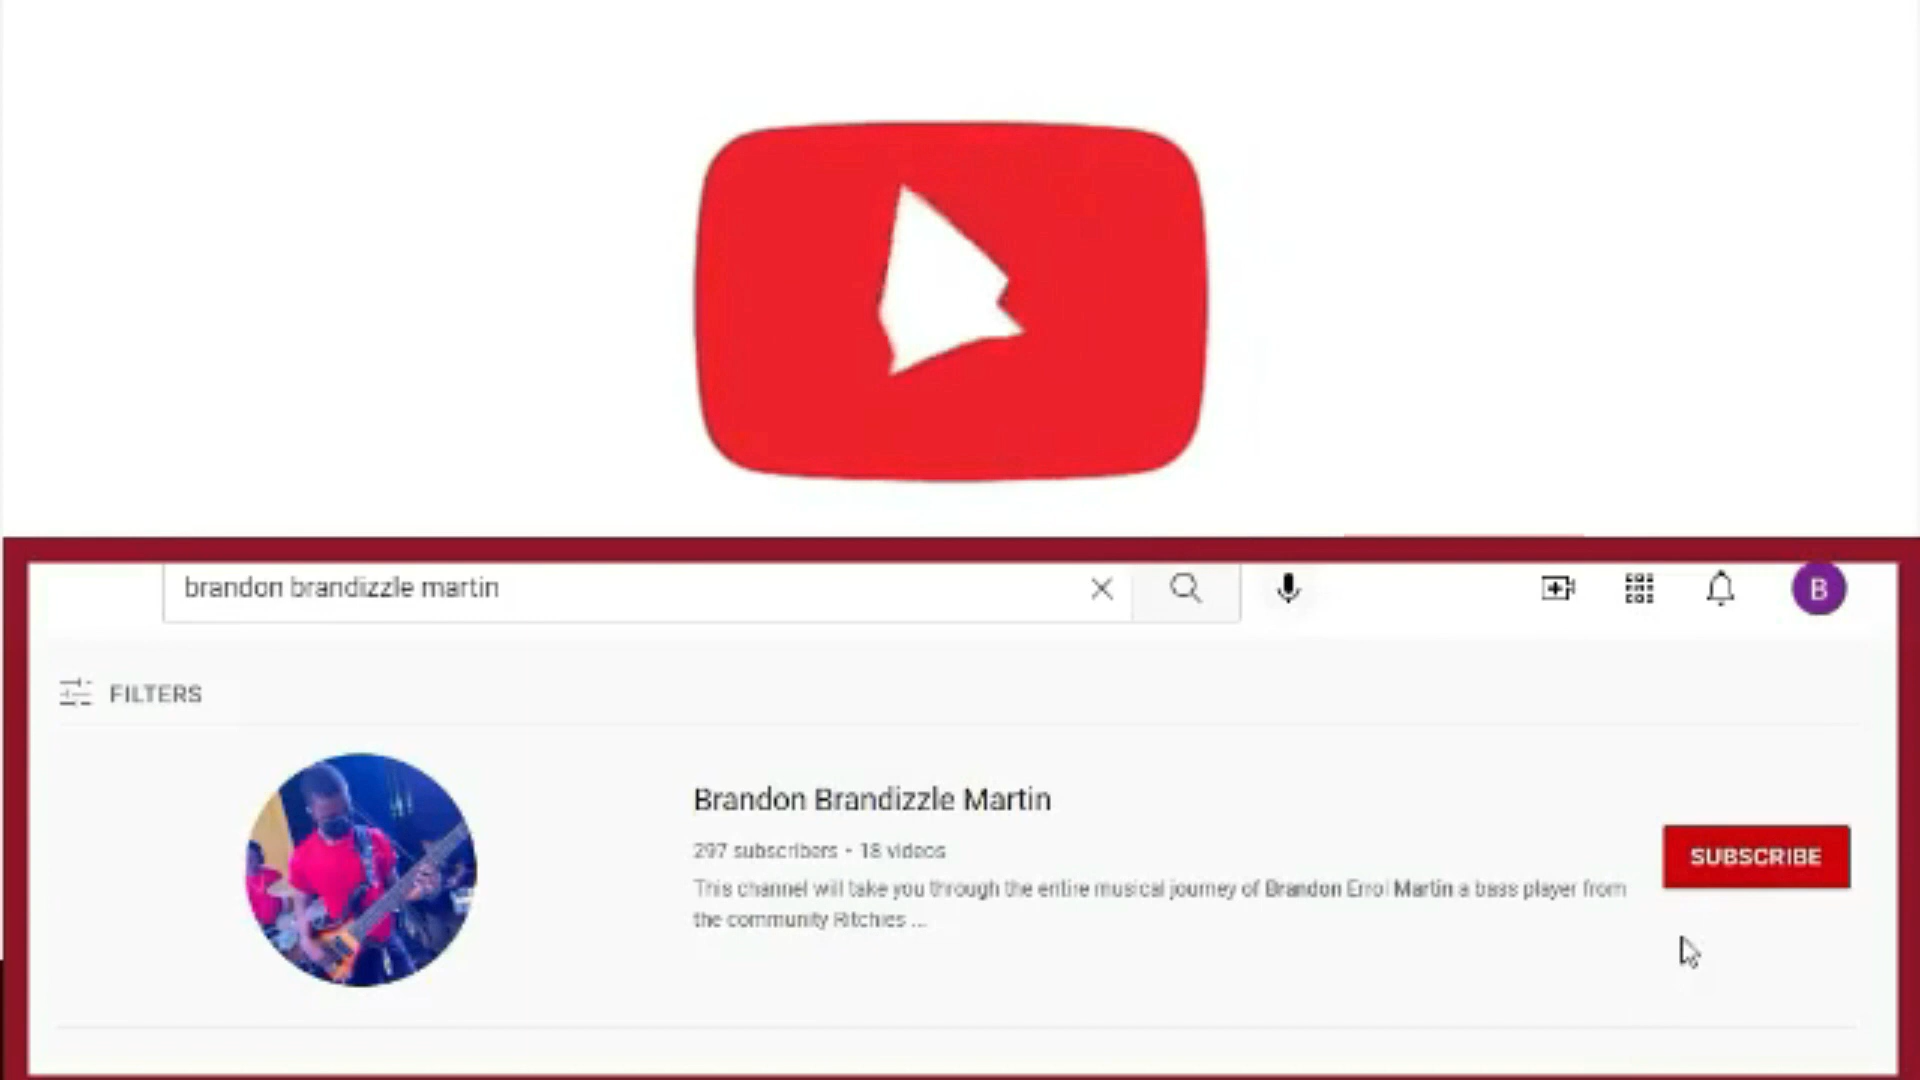 brandon brandizzle martin
B
FILTERS
Brandon Brandizzle Martin
297 subscribers • 18 videos
SUBSCRIBE
This channel will take you through the entire musical journey of Brandon Errol Martin a bass player from
the community Ritchies ...